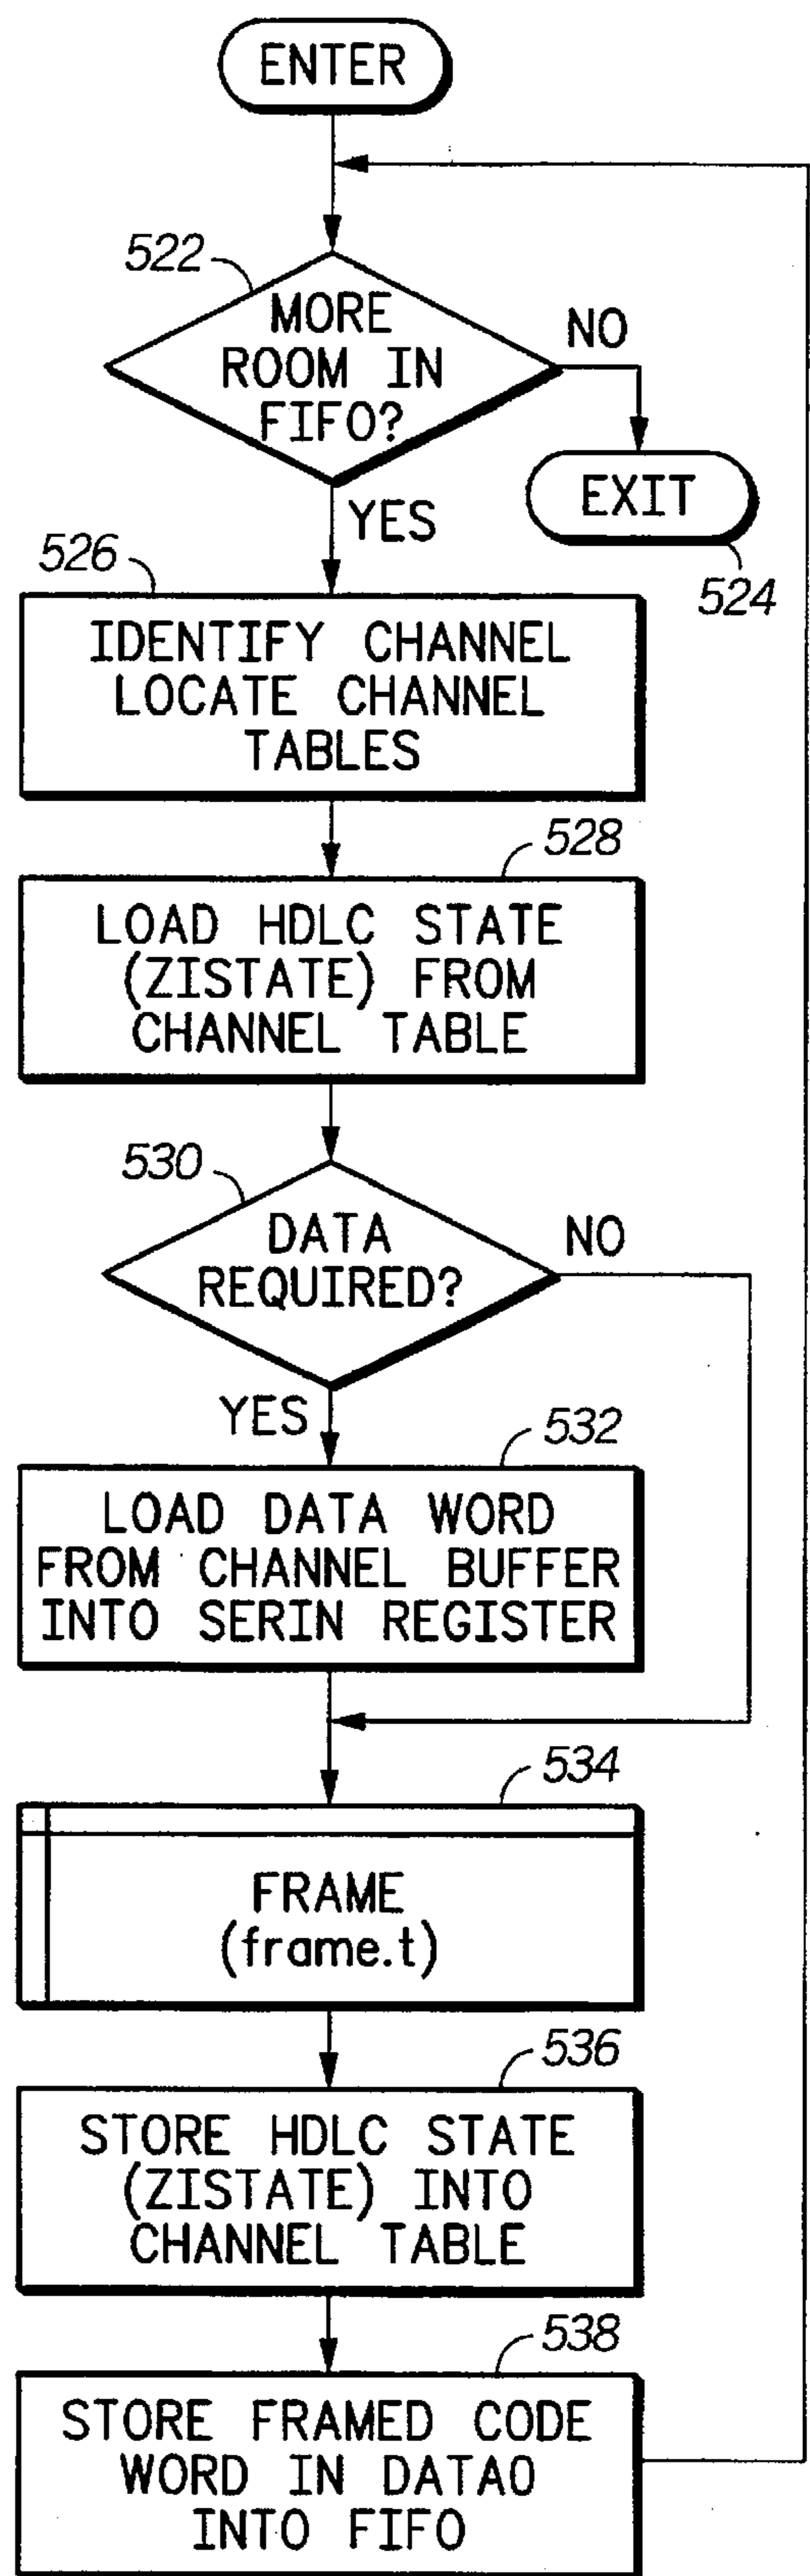 ENTER
522
MORE
ROOM IN
FIFO?
NO
EXIT
524
YES
526
IDENTIFY CHANNEL
LOCATE CHANNEL
TABLES
528
LOAD HDLC STATE
(ZISTATE) FROM
CHANNEL TABLE
530
DATA
REQUIRED?
NO
YES
532
LOAD DATA WORD
FROM CHANNEL BUFFER
INTO SERIN REGISTER
534
FRAME
(frame.t)
536
STORE HDLC STATE
(ZISTATE) INTO
CHANNEL TABLE
538
STORE FRAMED CODE
WORD IN DATAO
INTO FIFO